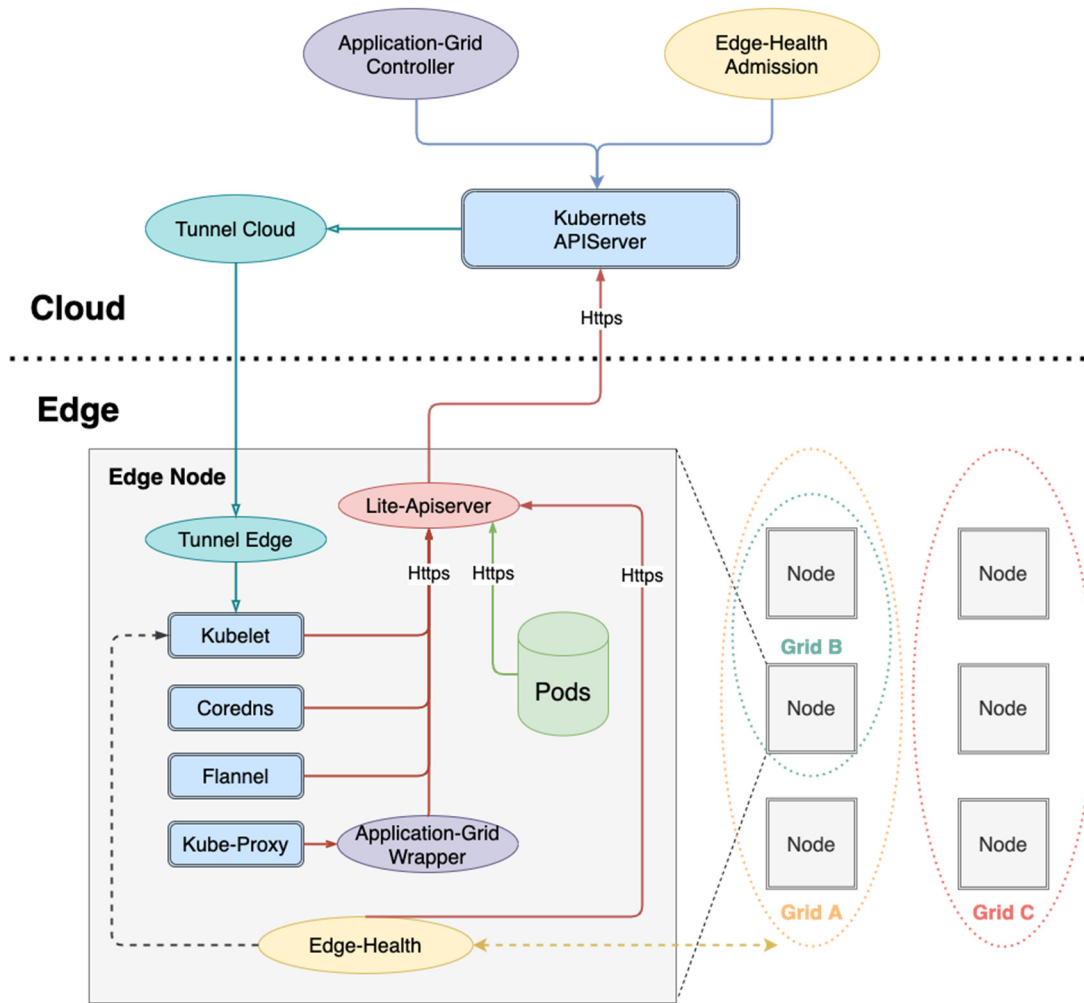 Application-Grid
Controller
Edge-Health
Admission
Kubernets
APIServer
Tunnel Cloud
Cloud
Https
Edge
Edge Node
Lite-Apiserver
Tunnel Edge
Https
Https
Https
Node
Node
Kubelet
Grid B
Pods
Coredns
Node
Node
Flannel
Kube-Proxy
Application-Grid
Wrapper
Node
Node
Grid A
Grid C
Edge-Health